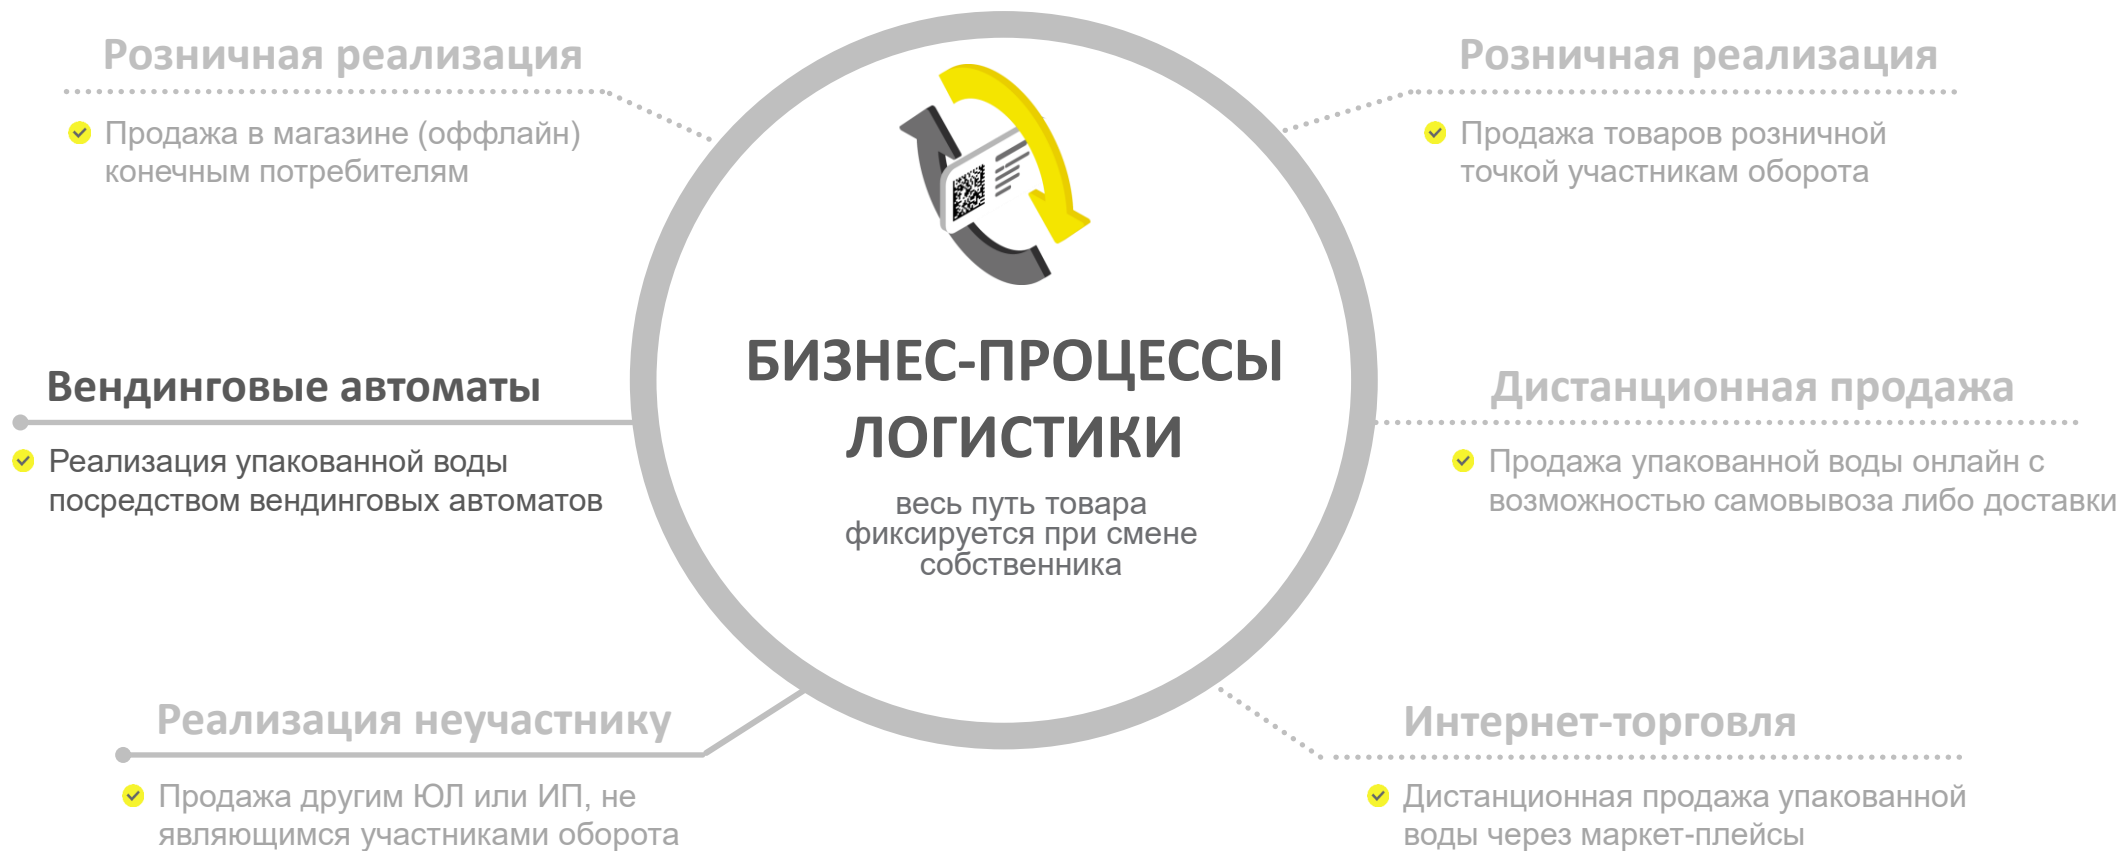 Розничная реализация
Продажа в магазине (оффлайн)
конечным потребителям
Вендинговые автоматы
Реализация упакованной воды
посредством вендинговых автоматов
Реализация неучастнику
Продажа другим ЮЛ или ИП, не
являющимся участниками оборота
БИЗНЕС-ПРОЦЕССЫ
ЛОГИСТИКИ
весь путь товара
фиксируется при смене
собственника
Розничная реализация
Продажа товаров розничной
точкой участникам оборота
Дистанционная продажа
Продажа упакованной воды онлайн с
возможностью самовывоза либо доставки
Интернет-торговля
Дистанционная продажа упакованной
воды через маркет-плейсы